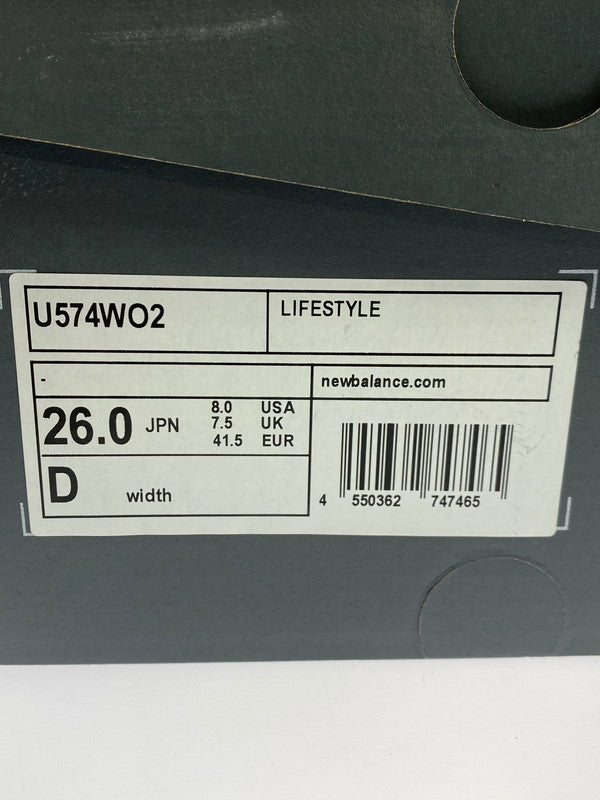 U574WO2 LIFESTYLE
- newbalance.com
26.0 JPN 8.0 USA
7.5 UK
41.5 EUR
D width
4 550362 747465